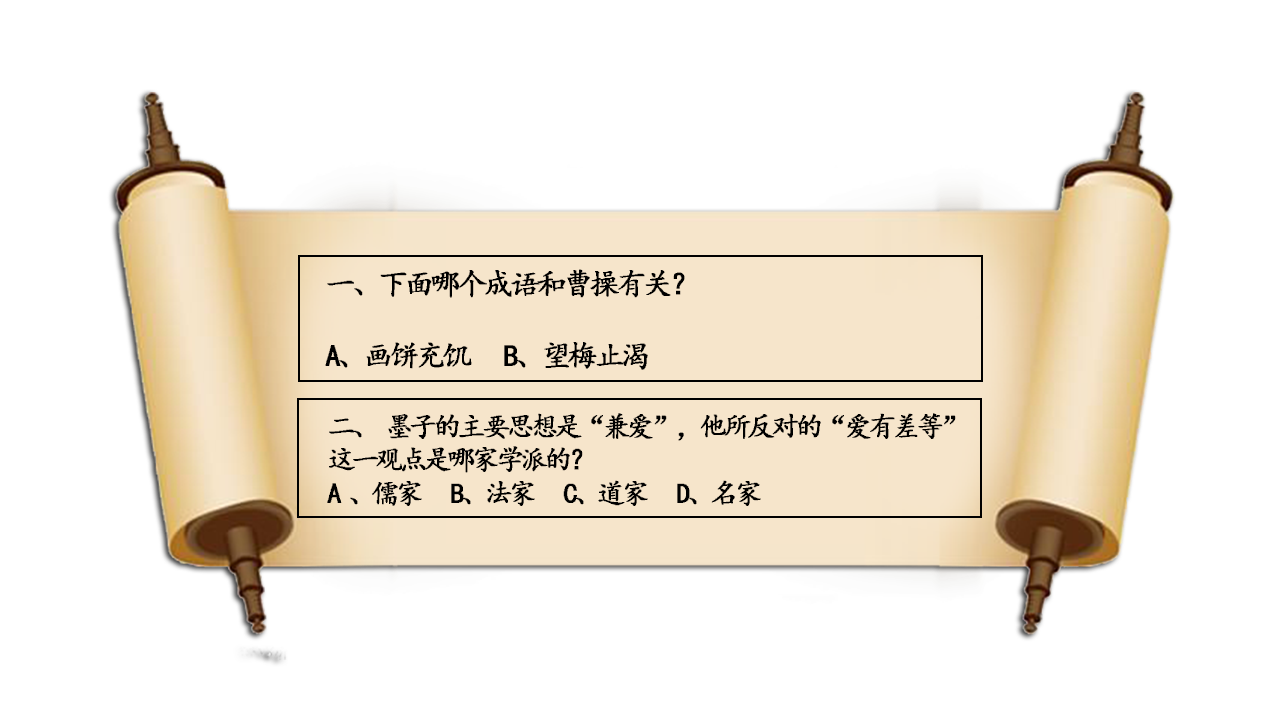 一、下面哪个成语和曹操有关？
A、画饼充饥 B、望梅止渴
二、 墨子的主要思想是“兼爱”，他所反对的“爱有差等”
这一观点是哪家学派的？
A 、儒家 B、法家 C、道家 D、名家